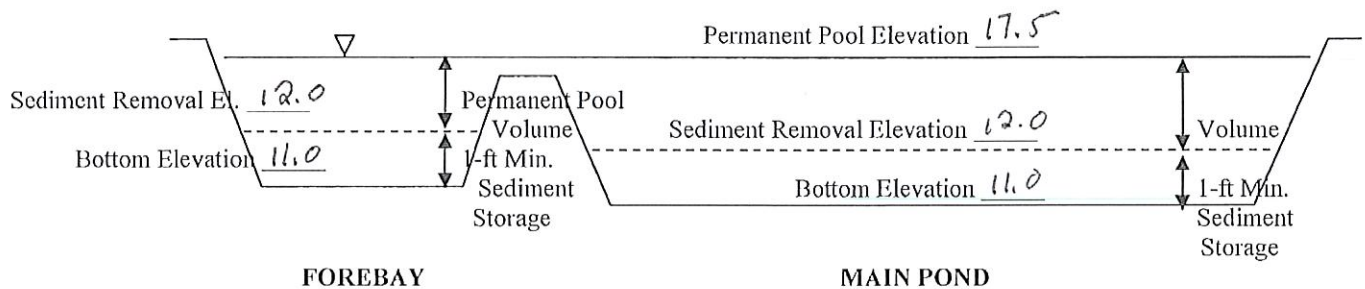 Permanent Pool Elevation 17.5
Sediment Removal El. 12.0
Permanent Pool
Volume
Bottom Elevation 11.0
1-ft Min.
Sediment
Storage
Sediment Removal Elevation 12.0
Volume
Bottom Elevation 11.0
1-ft Min.
Sediment
Storage
FOREBAY
MAIN POND